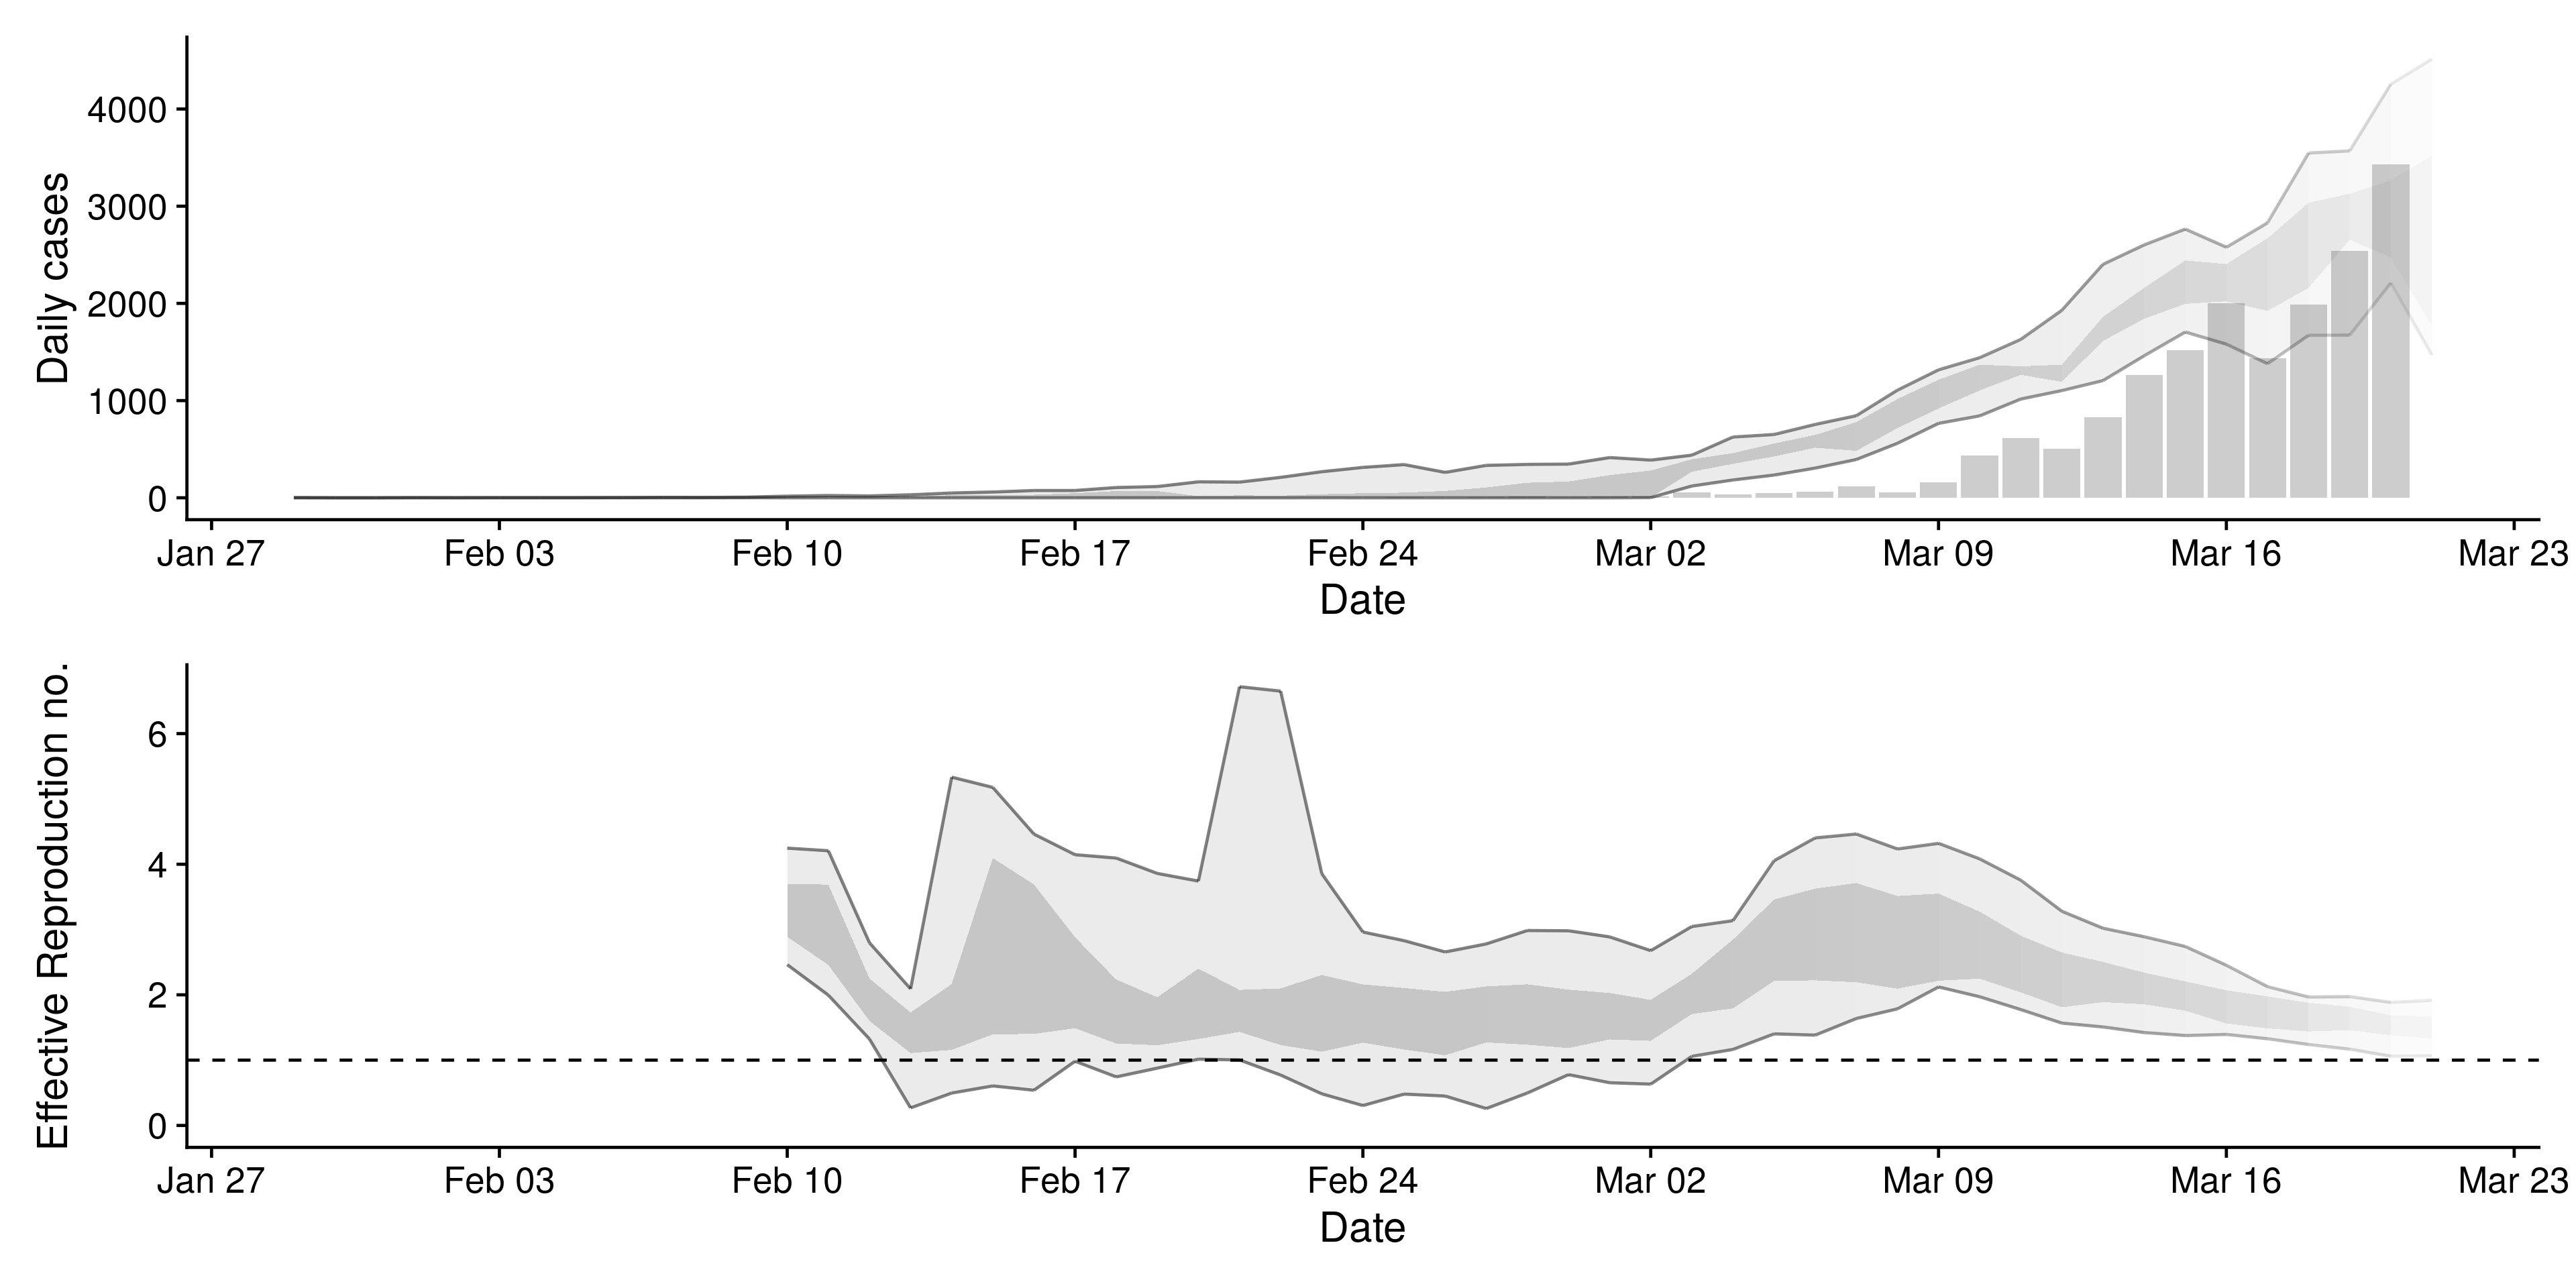 Daily cases
4000
3000
2000
1000
0
Jan 27 Feb 03 Feb 10 Feb 17 Feb 24 Mar 02 Mar 09 Mar 16 Mar 23
Date
Effective Reproduction no.
6
4
2
0
Jan 27 Feb 03 Feb 10 Feb 17 Feb 24 Mar 02 Mar 09 Mar 16 Mar 23
Date